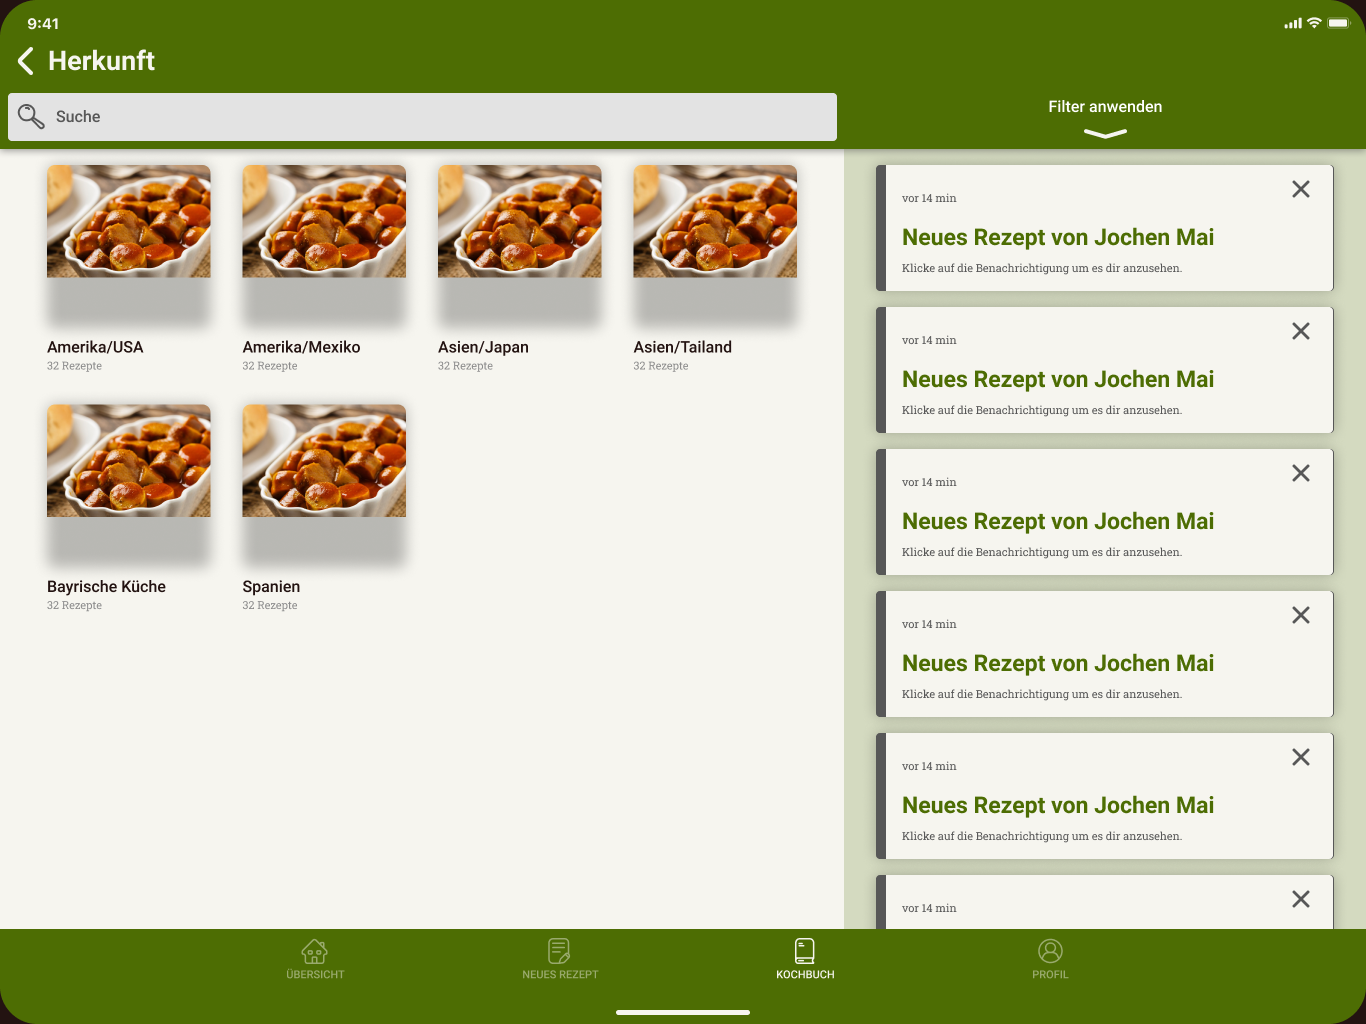 9:41
Herkunft
Suche
Filter anwenden
Amerika/USA
32 Rezepte
Amerika/Mexiko
32 Rezepte
Asien/Japan
32 Rezepte
Asien/Tailand
32 Rezepte
Bayrische Küche
32 Rezepte
Spanien
32 Rezepte
vor 14 min
Neues Rezept von Jochen Mai
Klicke auf die Benachrichtigung um es dir anzusehen.
vor 14 min
Neues Rezept von Jochen Mai
Klicke auf die Benachrichtigung um es dir anzusehen.
vor 14 min
Neues Rezept von Jochen Mai
Klicke auf die Benachrichtigung um es dir anzusehen.
vor 14 min
Neues Rezept von Jochen Mai
Klicke auf die Benachrichtigung um es dir anzusehen.
vor 14 min
Neues Rezept von Jochen Mai
Klicke auf die Benachrichtigung um es dir anzusehen.
vor 14 min
ÜBERSICHT
NEUES REZEPT
KOCHBUCH
PROFIL